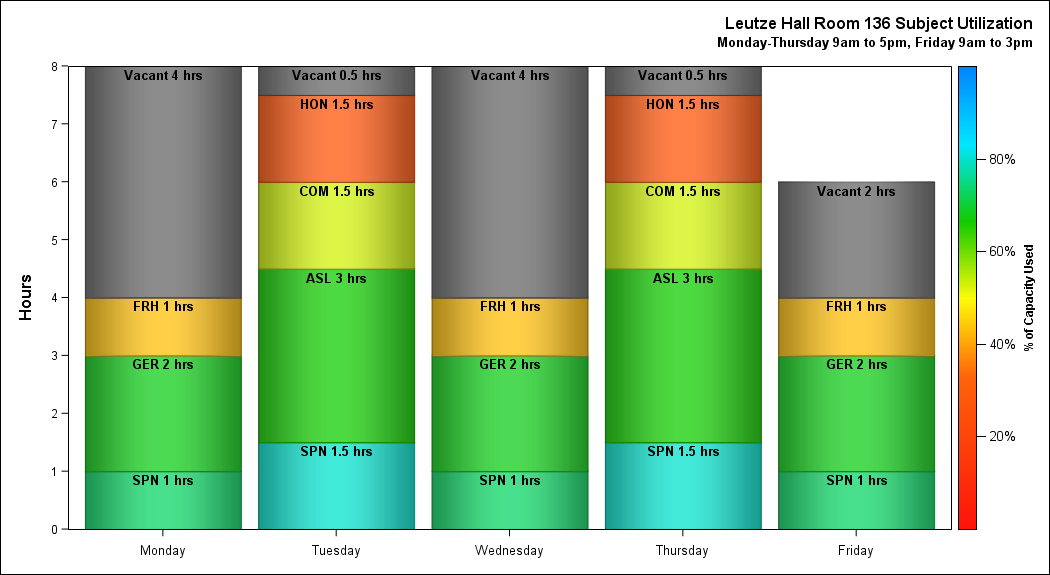 Leutze Hall Room 136 Subject Utilization
Monday-Thursday 9am to 5pm, Friday 9am to 3pm
Hours
8
7
6
5
4
3
2
1
0
Vacant 4 hrs
FRH 1 hrs
GER 2 hrs
SPN 1 hrs
Vacant 0.5 hrs
HON 1.5 hrs
COM 1.5 hrs
ASL 3 hrs
SPN 1.5 hrs
Vacant 4 hrs
FRH 1 hrs
GER 2 hrs
SPN 1 hrs
Vacant 0.5 hrs
HON 1.5 hrs
COM 1.5 hrs
ASL 3 hrs
SPN 1.5 hrs
Vacant 2 hrs
FRH 1 hrs
GER 2 hrs
SPN 1 hrs
Monday
Tuesday
Wednesday
Thursday
Friday
80%
60%
40%
20%
% of Capacity Used